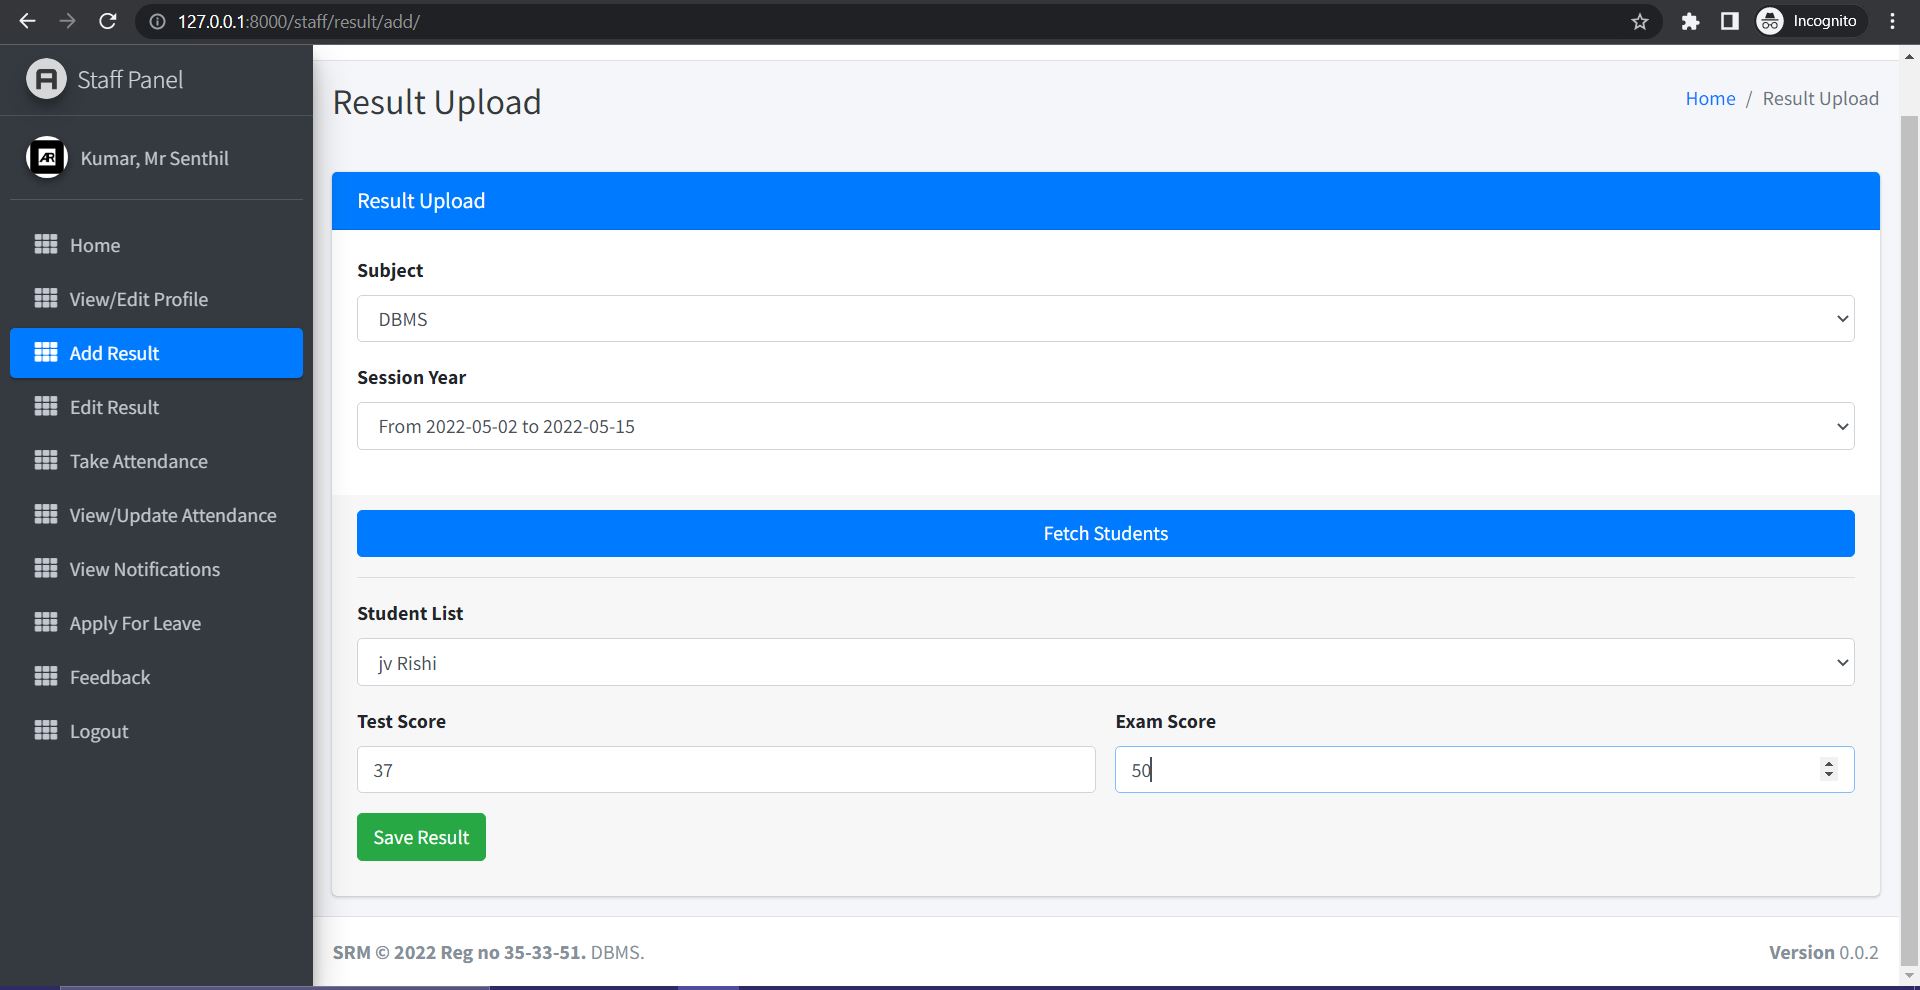 127.0.0.1:8000/staff/result/add/
Incognito
Staff Panel
Kumar, Mr Senthil
Home
View/Edit Profile
Add Result
Edit Result
Take Attendance
View/Update Attendance
View Notifications
Apply For Leave
Feedback
Logout
Result Upload
Home / Result Upload
Result Upload
Subject
DBMS
Session Year
From 2022-05-02 to 2022-05-15
Fetch Students
Student List
jv Rishi
Test Score
Exam Score
37
50
Save Result
SRM © 2022 Reg no 35-33-51. DBMS.
Version 0.0.2